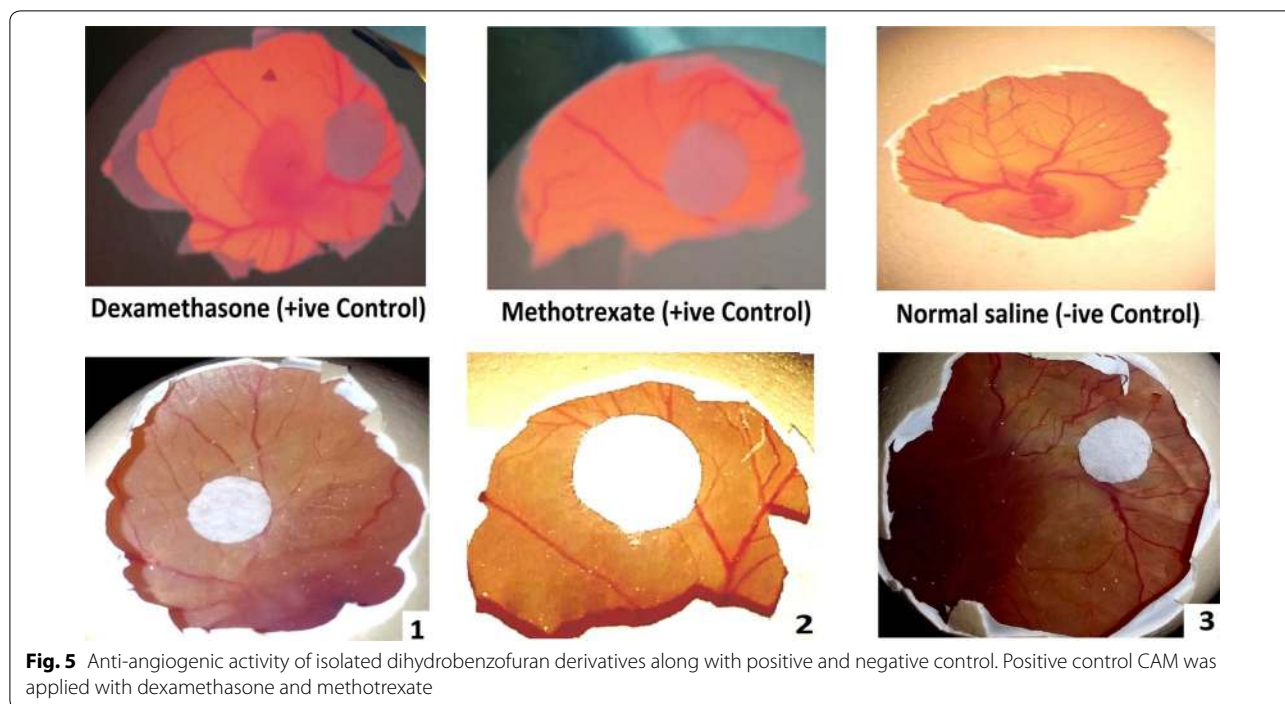 Dexamethasone (+ive Control)
Methotrexate (+ive Control)
Normal saline (-ive Control)
1
2
3
Fig. 5 Anti-angiogenic activity of isolated dihydrobenzofuran derivatives along with positive and negative control. Positive control CAM was
applied with dexamethasone and methotrexate